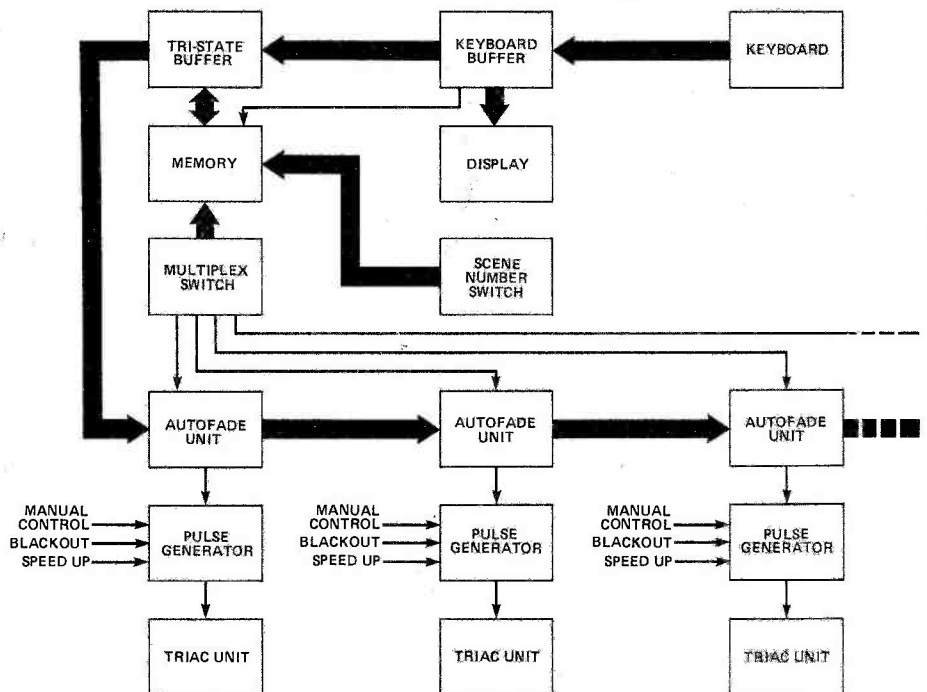 TRI-STATE
BUFFER
KEYBOARD
BUFFER
KEYBOARD
MEMORY
DISPLAY
MULTIPLEX
SWITCH
SCENE
NUMBER
SWITCH
AUTOFADE
UNIT
AUTOFADE
UNIT
AUTOFADE
UNIT
MANUAL
CONTROL
BLACKOUT
SPEED UP
PULSE
GENERATOR
MANUAL
CONTROL
BLACKOUT
SPEED UP
PULSE
GENERATOR
MANUAL
CONTROL
BLACKOUT
SPEED UP
PULSE
GENERATOR
TRIAC UNIT
TRIAC UNIT
TRIAC UNIT